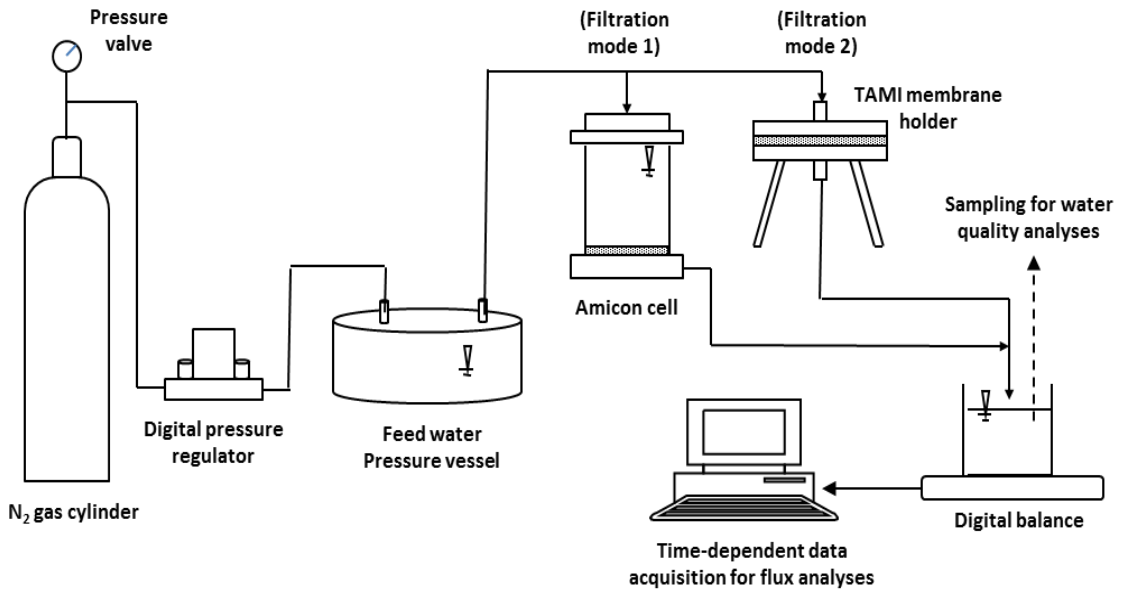 Pressure
valve
(Filtration
mode 1)
(Filtration
mode 2)
TAMI membrane
holder
Sampling for water
quality analyses
Amicon cell
Digital pressure
regulator
Feed water
Pressure vessel
N₂ gas cylinder
Digital balance
Time-dependent data
acquisition for flux analyses